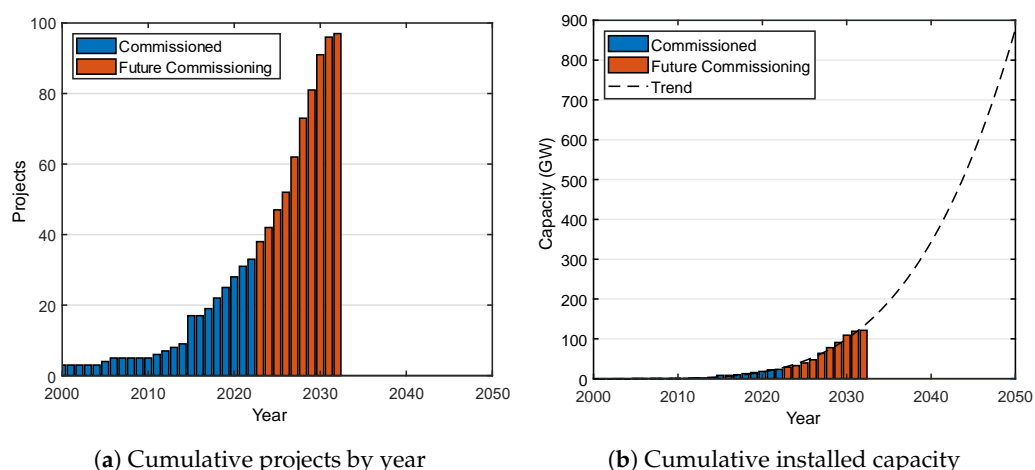 100
80
60
40
20
0
Projects
Commissioned
Future Commissioning
2000 2010 2020 2030 2040 2050
Year
(a) Cumulative projects by year
900
800
700
600
500
400
300
200
100
0
Capacity (GW)
Commissioned
Future Commissioning
Trend
2000 2010 2020 2030 2040 2050
Year
(b) Cumulative installed capacity